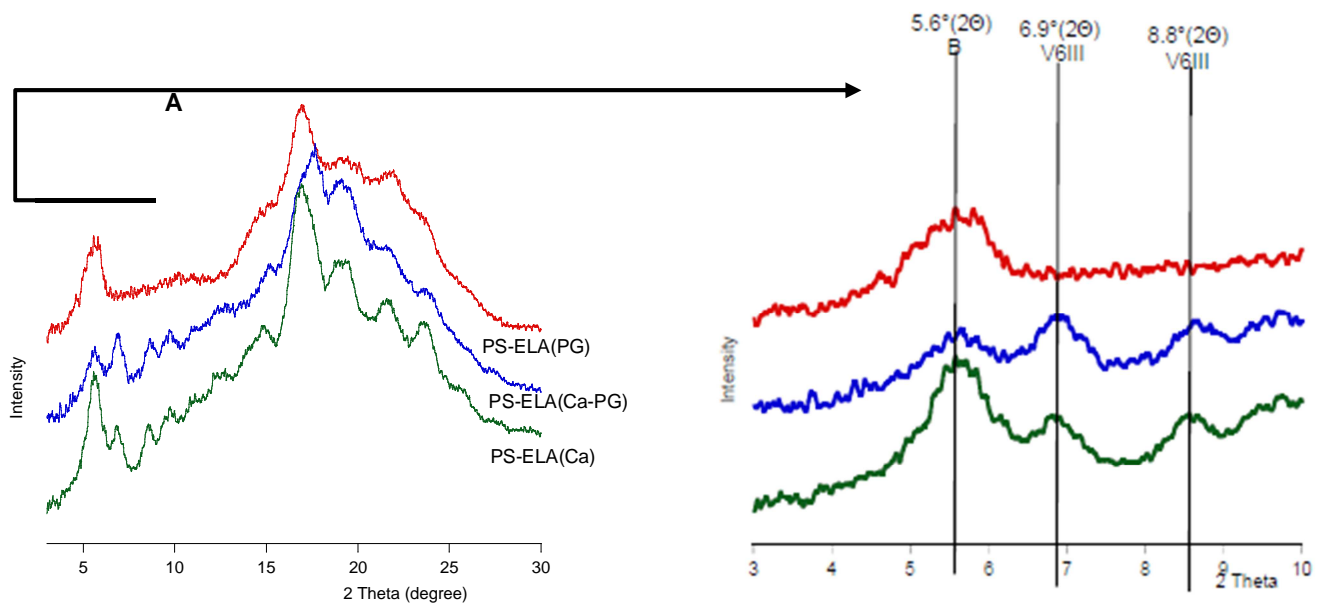 A
Intensity
PS-ELA(PG)
PS-ELA(Ca-PG)
PS-ELA(Ca)
5 10 15 20 25 30
2 Theta (degree)
5.6°(2Θ) 6.9°(2Θ) 8.8°(2Θ)
B V6III V6III
Intensity
3 4 5 6 7 8 9 10
2 Theta